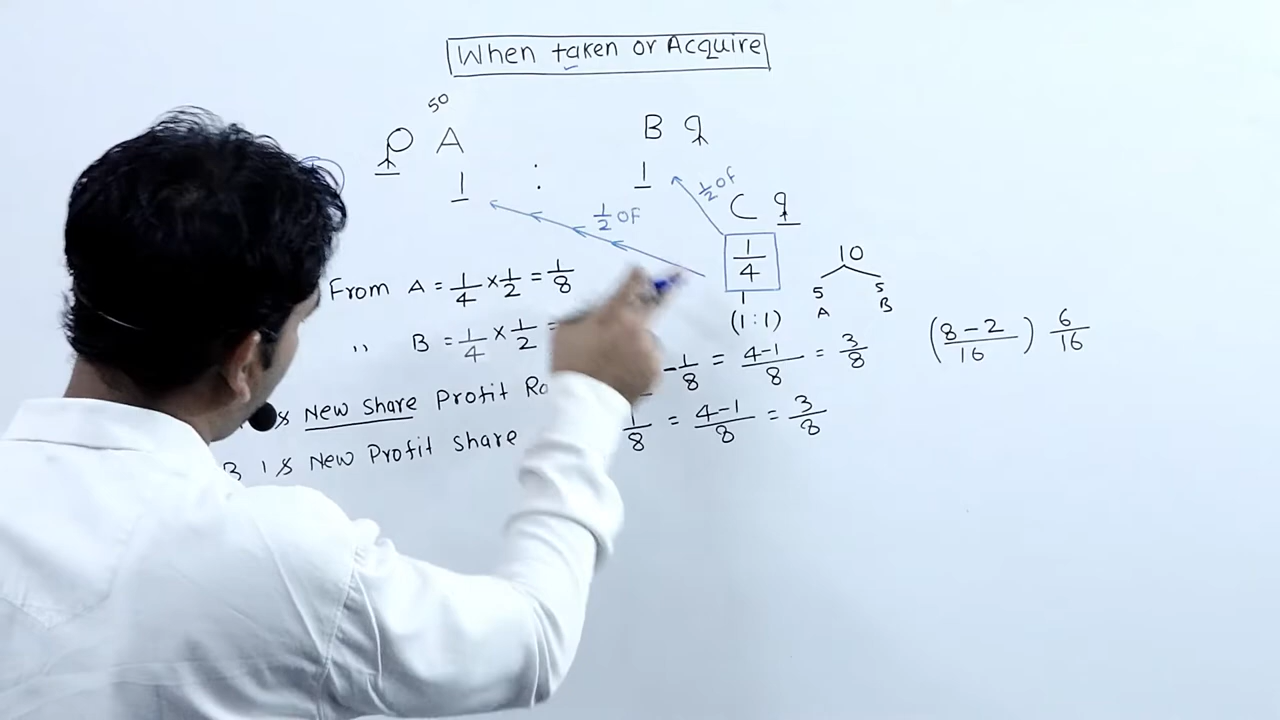 When taken or Acquire
50
A : B
1 1
1/2 OF
1/2 of
C
1/4
(1:1)
10
5 5
A B
From A = 1/4 × 1/2 = 1/8
,, B = 1/4 × 1/2 =
New Share Profit - 1/8 = 4-1/8 = 3/8
(8-2/16) 6/16
B's New Profit share 1/8 = 4-1/8 = 3/8